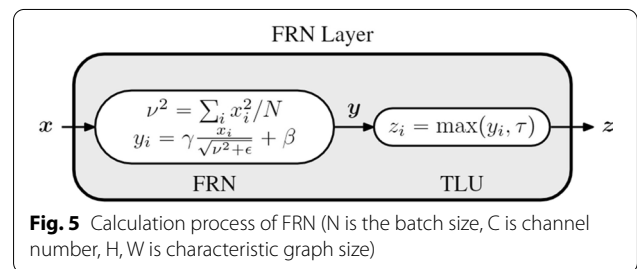 FRN Layer
x
ν² = ∑ᵢ xᵢ²/N
yᵢ = γ xᵢ/√(ν²+ϵ) + β
FRN
y
zᵢ = max(yᵢ, τ)
TLU
z
Fig. 5 Calculation process of FRN (N is the batch size, C is channel
number, H, W is characteristic graph size)